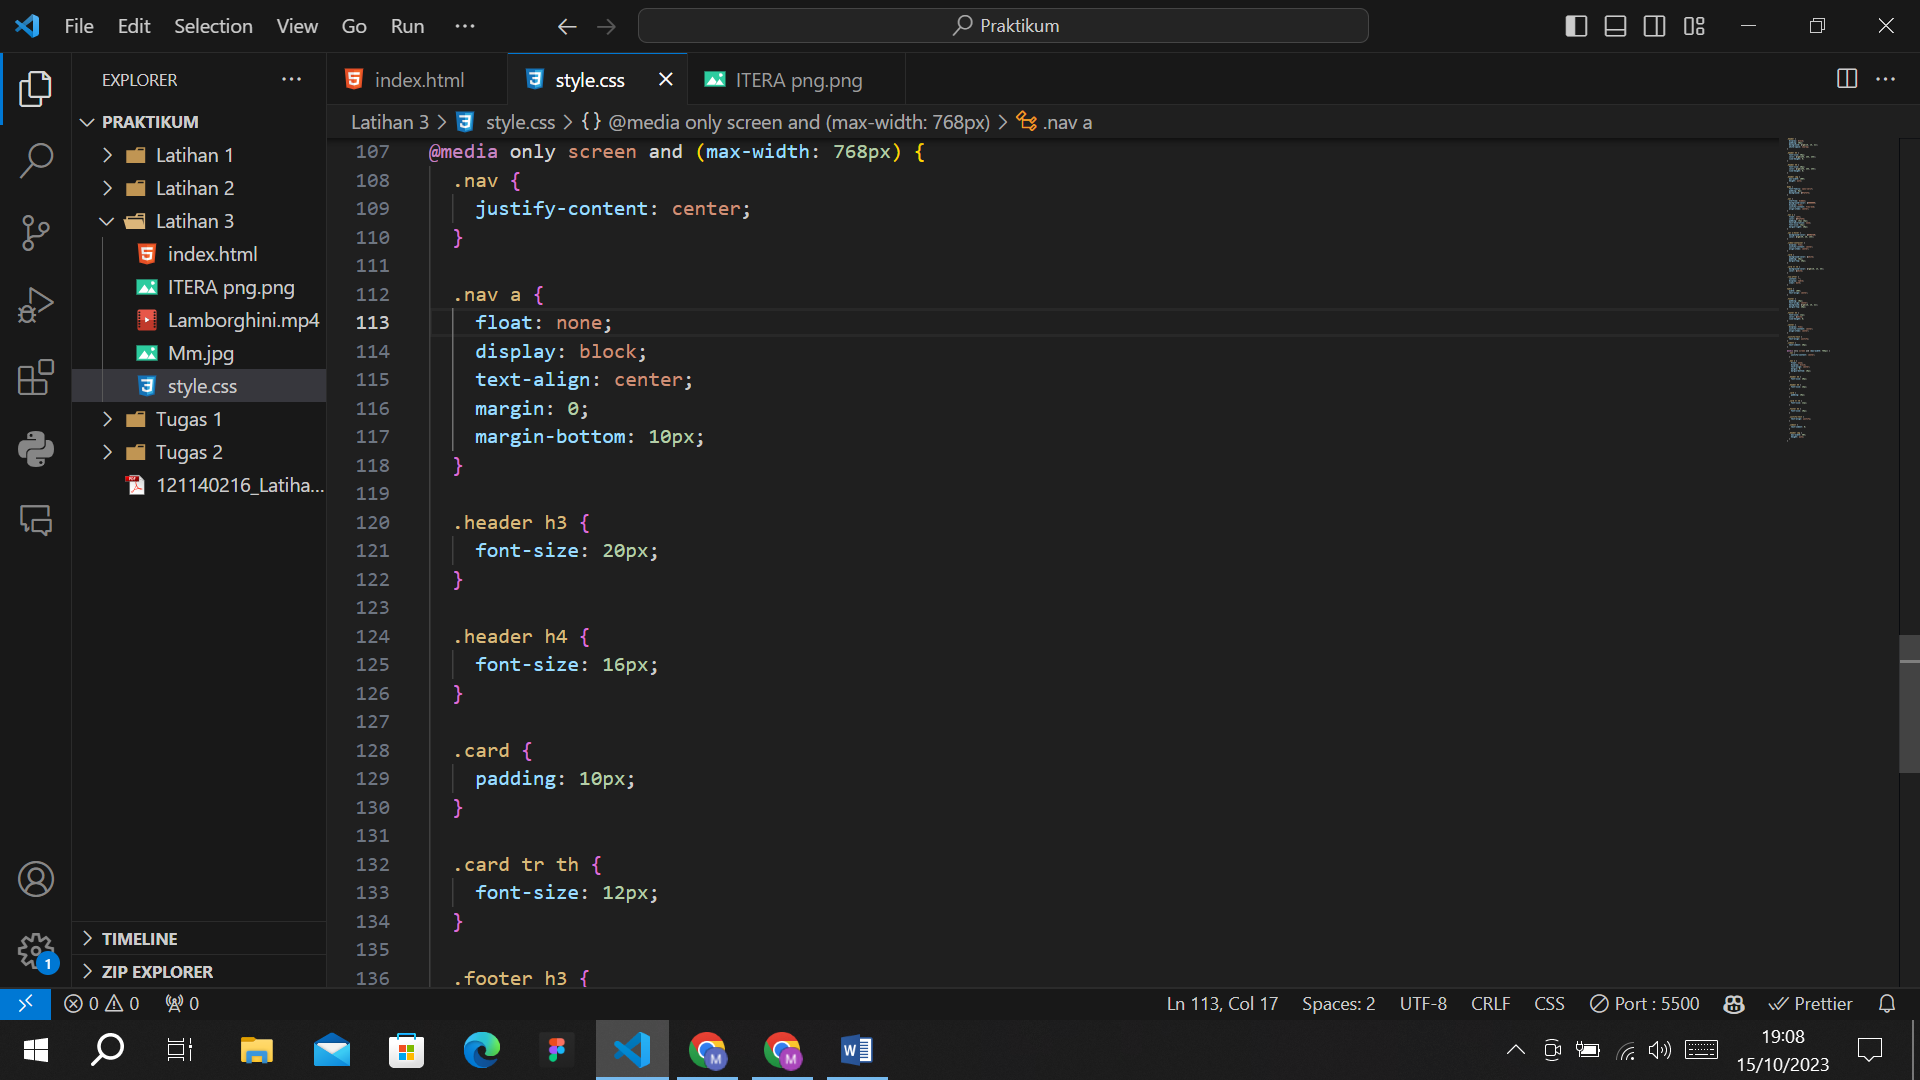 File Edit Selection View Go Run ···
Praktikum
EXPLORER ···
index.html style.css ITERA png.png
PRAKTIKUM
Latihan 1
Latihan 2
Latihan 3
index.html
ITERA png.png
Lamborghini.mp4
Mm.jpg
style.css
Tugas 1
Tugas 2
121140216_Latiha...
TIMELINE
ZIP EXPLORER
1
Latihan 3 > style.css > {} @media only screen and (max-width: 768px) > .nav a
107 @media only screen and (max-width: 768px) {
108 .nav {
109 justify-content: center;
110 }
111
112 .nav a {
113 float: none;
114 display: block;
115 text-align: center;
116 margin: 0;
117 margin-bottom: 10px;
118 }
119
120 .header h3 {
121 font-size: 20px;
122 }
123
124 .header h4 {
125 font-size: 16px;
126 }
127
128 .card {
129 padding: 10px;
130 }
131
132 .card tr th {
133 font-size: 12px;
134 }
135
136 .footer h3 {
0 0 0 Ln 113, Col 17 Spaces: 2 UTF-8 CRLF CSS Port : 5500 Prettier
M M W
19:08
15/10/2023